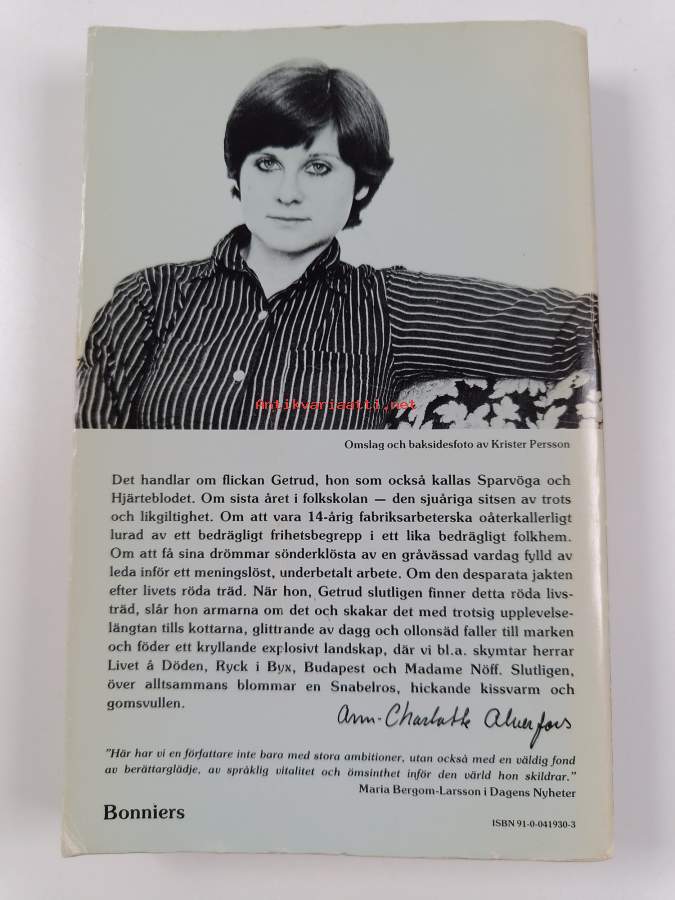 Antikvariaatti.net
Omslag och baksidesfoto av Krister Persson
Det handlar om flickan Getrud, hon som också kallas Sparvöga och
Hjärteblodet. Om sista året i folkskolan — den sjuåriga sitsen av trots
och likgiltighet. Om att vara 14-årig fabriksarbeterska oåterkallerligt
lurad av ett bedrägligt frihetsbegrepp i ett lika bedrägligt folkhem.
Om att få sina drömmar sönderklösta av en gråvässad vardag fylld av
leda inför ett meningslöst, underbetalt arbete. Om den desparata jakten
efter livets röda träd. När hon, Getrud slutligen finner detta röda livs-
träd, slår hon armarna om det och skakar det med trotsig upplevelse-
längtan tills kottarna, glittrande av dagg och ollonsäd faller till marken
och föder ett kryllande explosivt landskap, där vi bl.a. skymtar herrar
Livet å Döden, Ryck i Byx, Budapest och Madame Nöff. Slutligen,
över alltsammans blommar en Snabelros, hickande kissvarm och
gomsvullen.
Ann-Charlotte Alverfors
"Här har vi en författare inte bara med stora ambitioner, utan också med en väldig fond
av berättarglädje, av språklig vitalitet och ömsinthet inför den värld hon skildrar."
Maria Bergom-Larsson i Dagens Nyheter
Bonniers
ISBN 91-0-041930-3